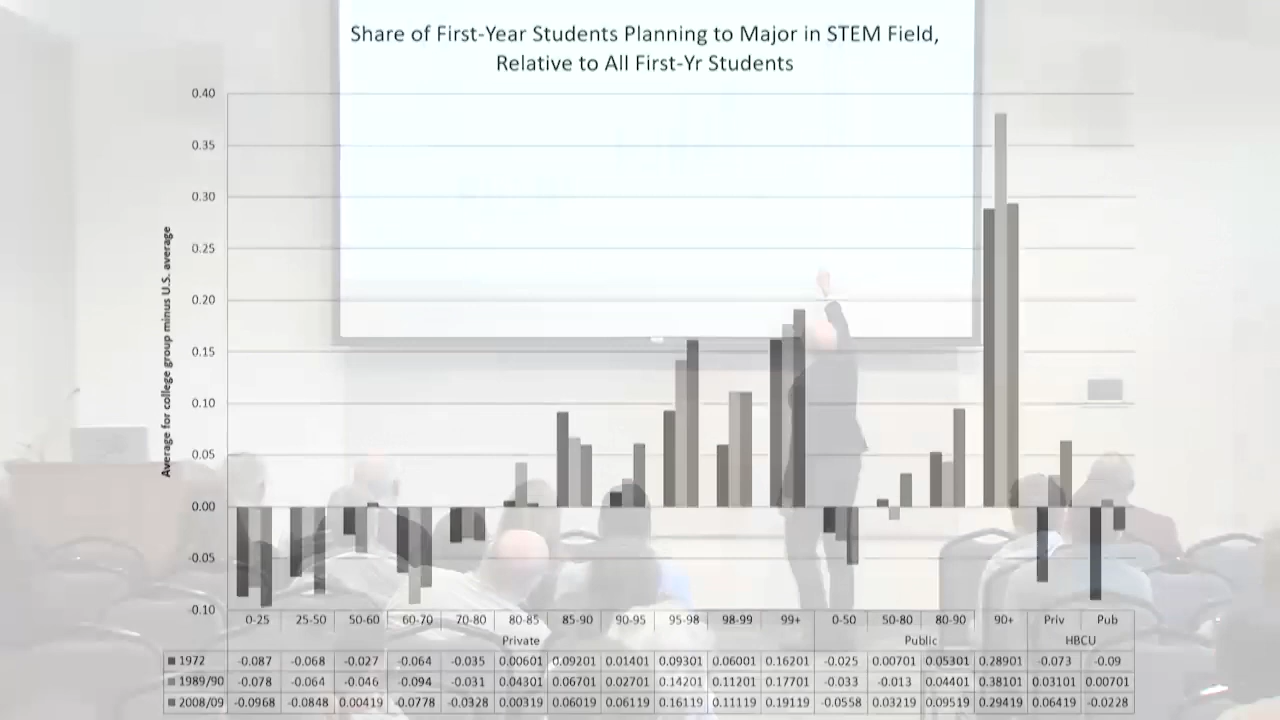 Share of First-Year Students Planning to Major in STEM Field,
Relative to All First-Yr Students
Average for college group minus U.S. average
0.40
0.35
0.30
0.25
0.20
0.15
0.10
0.05
0.00
-0.05
-0.10
0-25 25-50 50-60 60-70 70-80 80-85 85-90 90-95 95-98 98-99 99+ 0-50 50-80 80-90 90+ Priv Pub
Private Public HBCU
1972 -0.087 -0.068 -0.027 -0.064 -0.035 0.00601 0.09201 0.01401 0.09301 0.06001 0.16201 -0.025 0.00701 0.05301 0.28901 -0.073 -0.09
1989/90 -0.078 -0.064 -0.046 -0.094 -0.031 0.04301 0.06701 0.02701 0.14201 0.11201 0.17701 -0.033 -0.013 0.04401 0.38101 0.03101 0.00701
2008/09 -0.0968 -0.0848 0.00419 -0.0778 -0.0328 0.00319 0.06019 0.06119 0.16119 0.11119 0.19119 -0.0558 0.03219 0.09519 0.29419 0.06419 -0.0228